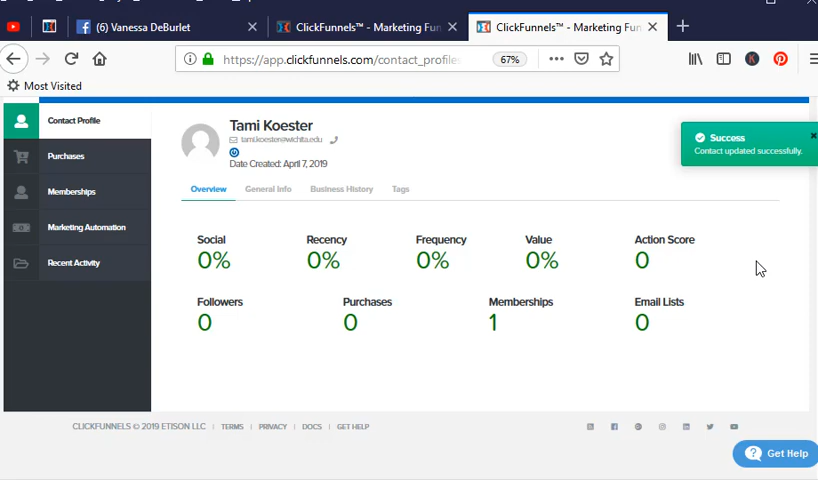 (6) Vanessa DeBurlet
ClickFunnels™ - Marketing Fun
ClickFunnels™ - Marketing Fun
https://app.clickfunnels.com/contact_profiles
67%
Most Visited
Contact Profile
Purchases
Memberships
Marketing Automation
Recent Activity
Tami Koester
tami.koester@wichita.edu
Date Created: April 7, 2019
Success
Contact updated successfully.
Overview General Info Business History Tags
Social Recency Frequency Value Action Score
0% 0% 0% 0% 0
Followers Purchases Memberships Email Lists
0 0 1 0
CLICKFUNNELS © 2019 ETISON LLC | TERMS | PRIVACY | DOCS | GET HELP
? Get Help